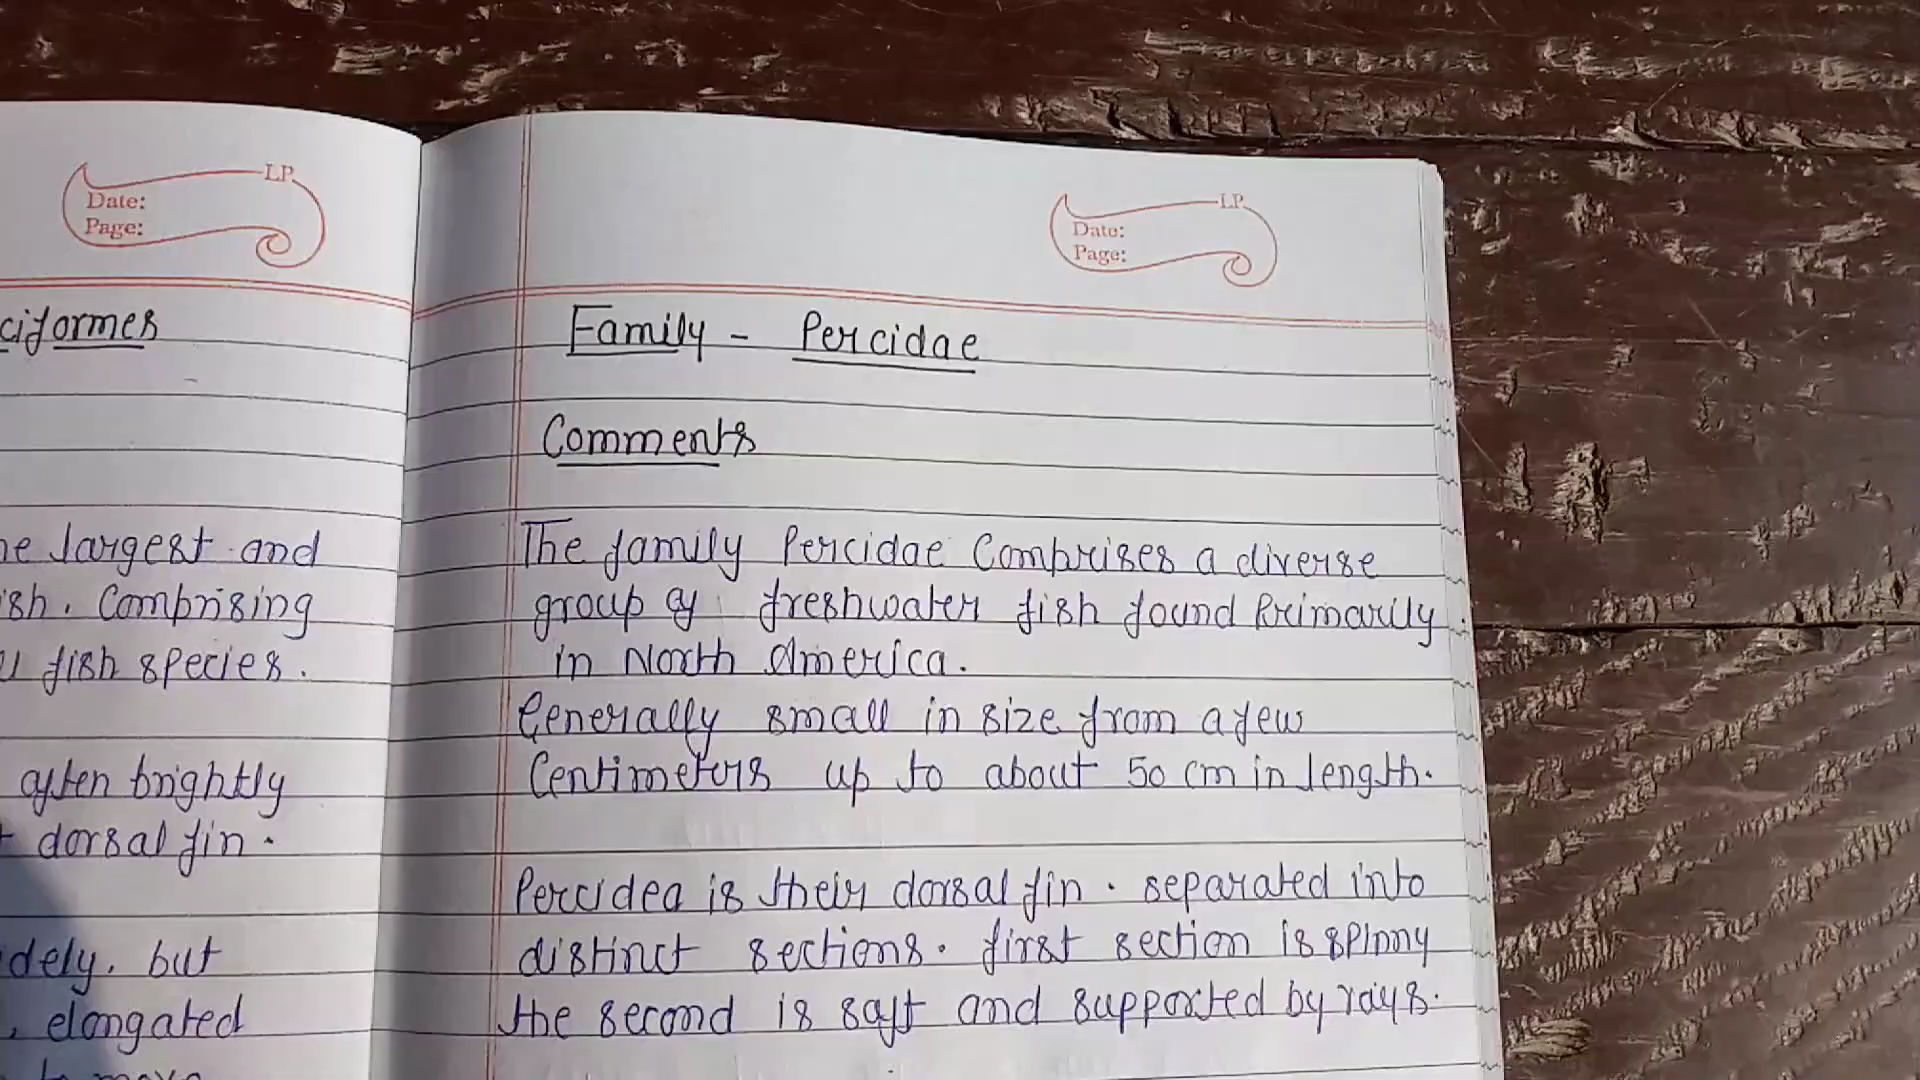 LP
Date:
Page:
ciformes
largest and
Comprising
fish species.
often brightly
dorsal fin.
but
, elongated
LP
Date:
Page:
Family - Percidae
Comments
The family Percidae Comprises a diverse
group of freshwater fish found Primarily
in North America.
Generally small in size from a few
Centimeters up to about 50 cm in length.
Percidea is their dorsal fin. separated into
distinct sections. first section is spinny
the second is soft and supported by rays.